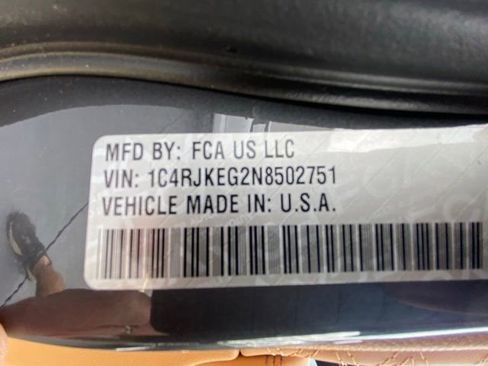 MFD BY: FCA US LLC
VIN: 1C4RJKEG2N8502751
VEHICLE MADE IN: U.S.A.